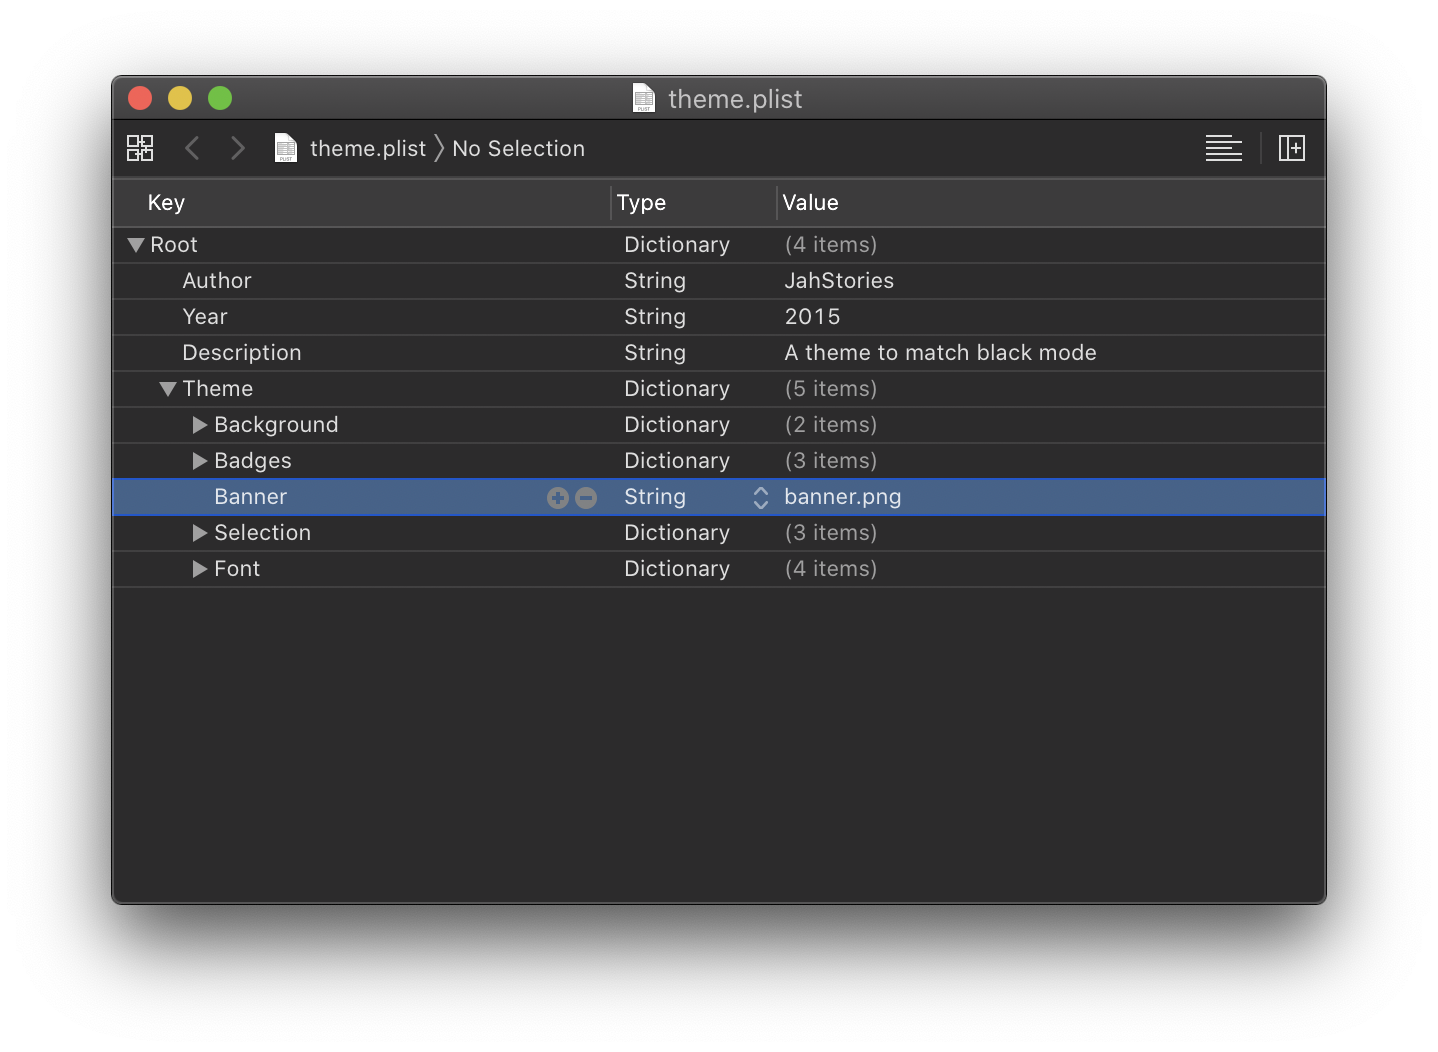 theme.plist
theme.plist No Selection
Key Type Value
Root Dictionary (4 items)
Author String JahStories
Year String 2015
Description String A theme to match black mode
Theme Dictionary (5 items)
Background Dictionary (2 items)
Badges Dictionary (3 items)
Banner String banner.png
Selection Dictionary (3 items)
Font Dictionary (4 items)